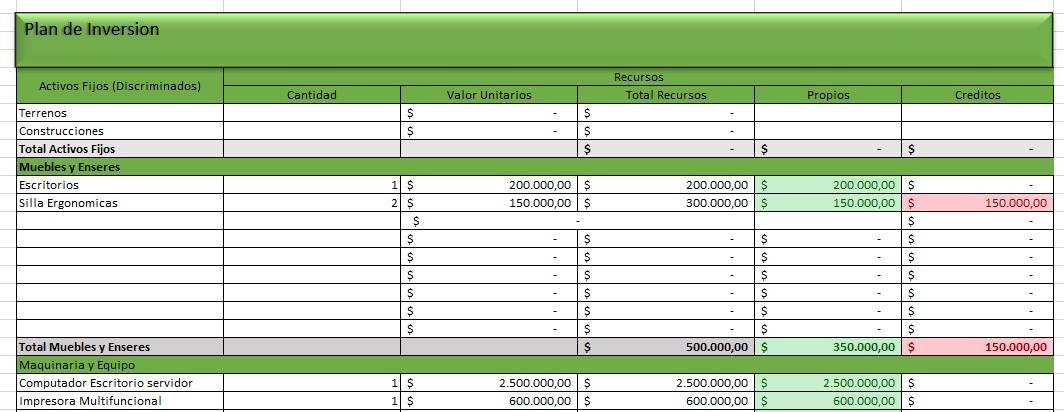 Plan de Inversion
Activos Fijos (Discriminados) Recursos
Cantidad Valor Unitarios Total Recursos Propios Creditos
Terrenos $ - $ -
Construcciones $ - $ -
Total Activos Fijos $ - $ - $ -
Muebles y Enseres
Escritorios 1 $ 200.000,00 $ 200.000,00 $ 200.000,00 $ -
Silla Ergonomicas 2 $ 150.000,00 $ 300.000,00 $ 150.000,00 $ 150.000,00
$ - $ -
$ - $ - $ - $ -
$ - $ - $ - $ -
$ - $ - $ - $ -
$ - $ - $ - $ -
$ - $ - $ - $ -
$ - $ - $ - $ -
Total Muebles y Enseres $ 500.000,00 $ 350.000,00 $ 150.000,00
Maquinaria y Equipo
Computador Escritorio servidor 1 $ 2.500.000,00 $ 2.500.000,00 $ 2.500.000,00 $ -
Impresora Multifuncional 1 $ 600.000,00 $ 600.000,00 $ 600.000,00 $ -